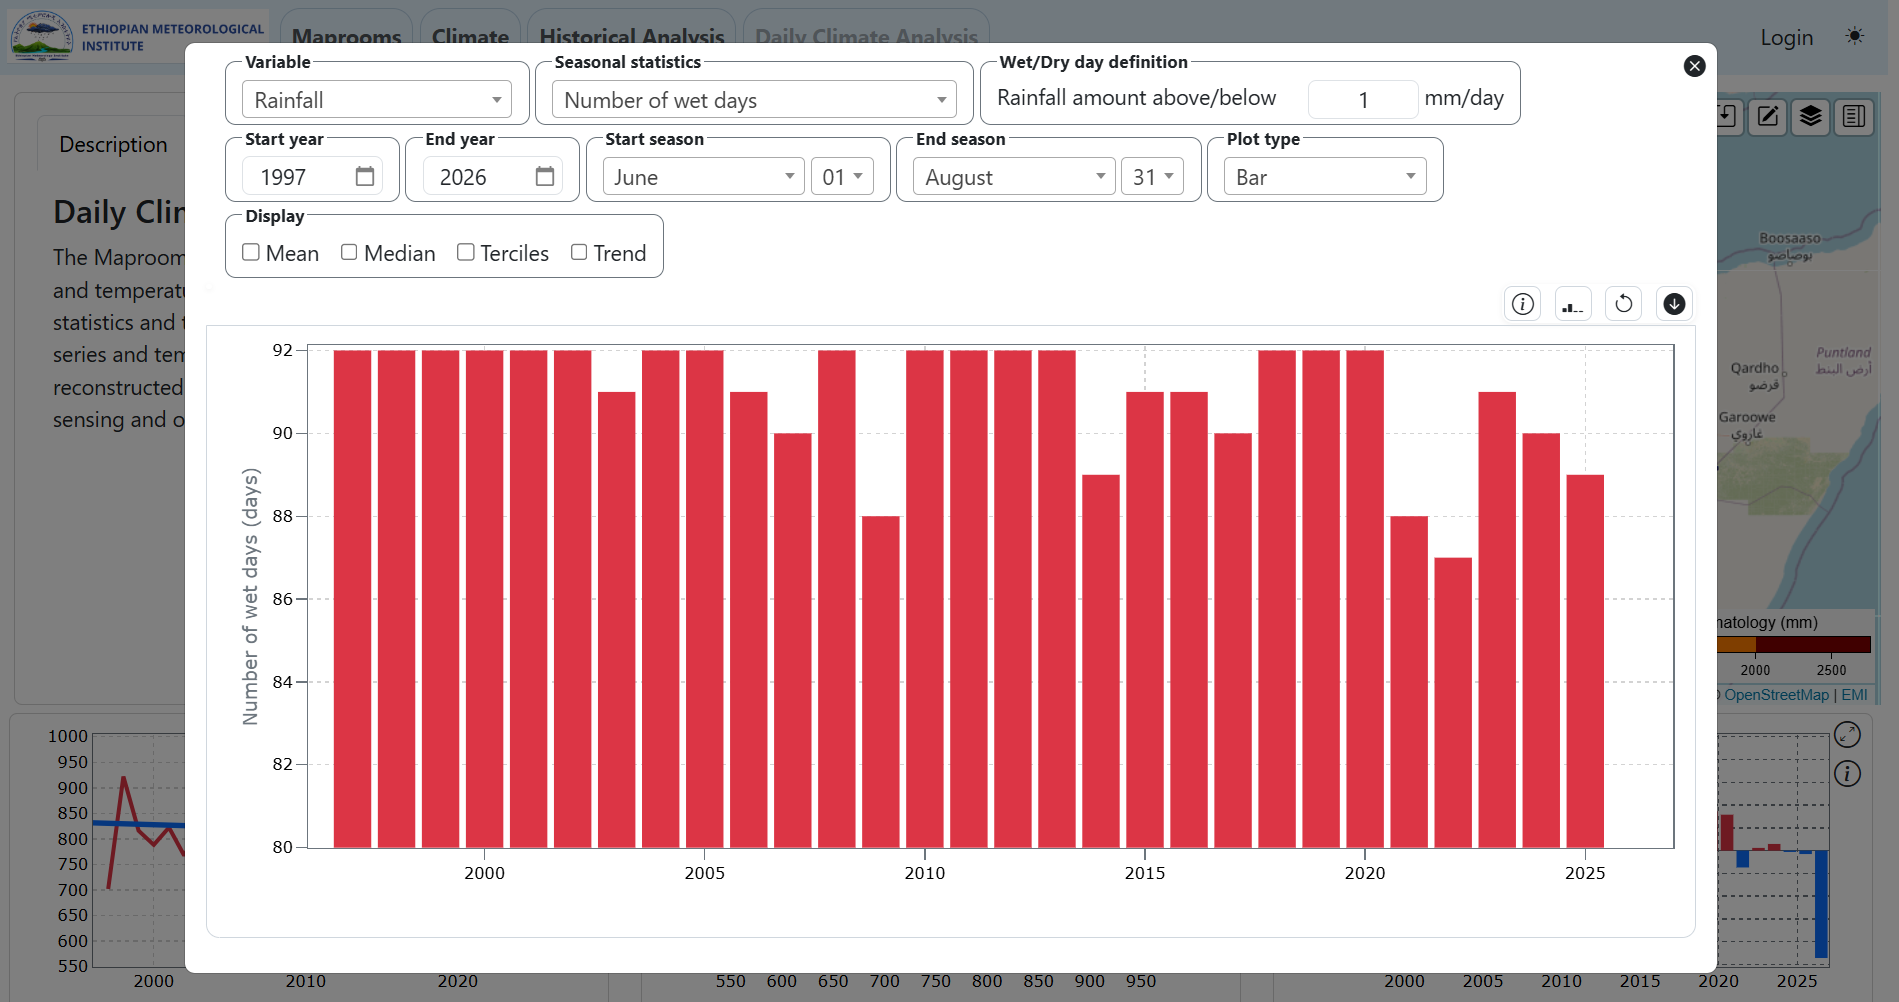 ETHIOPIAN METEOROLOGICAL
INSTITUTE
Maprooms
Climate
Historical Analysis
Daily Climate Analysis
Login
Variable
Rainfall
Seasonal statistics
Number of wet days
Wet/Dry day definition
Rainfall amount above/below
1
mm/day
Start year
1997
End year
2026
Start season
June
01
End season
August
31
Plot type
Bar
Display
Mean
Median
Terciles
Trend
Description
Daily Clim
The Maproom
and temperatu
statistics and t
series and tem
reconstructed
sensing and o
Number of wet days (days)
92
90
88
86
84
82
80
2000
2005
2010
2015
2020
2025
Boosaaso
بوصاصو
Puntland
أرض البنط
Qardho
قرضو
Garoowe
غاروي
matology (mm)
2000
2500
OpenStreetMap | EMI
1000
950
900
850
800
750
700
650
600
550
2000
2010
2020
550
600
650
700
750
800
850
900
950
2000
2005
2010
2015
2020
2025